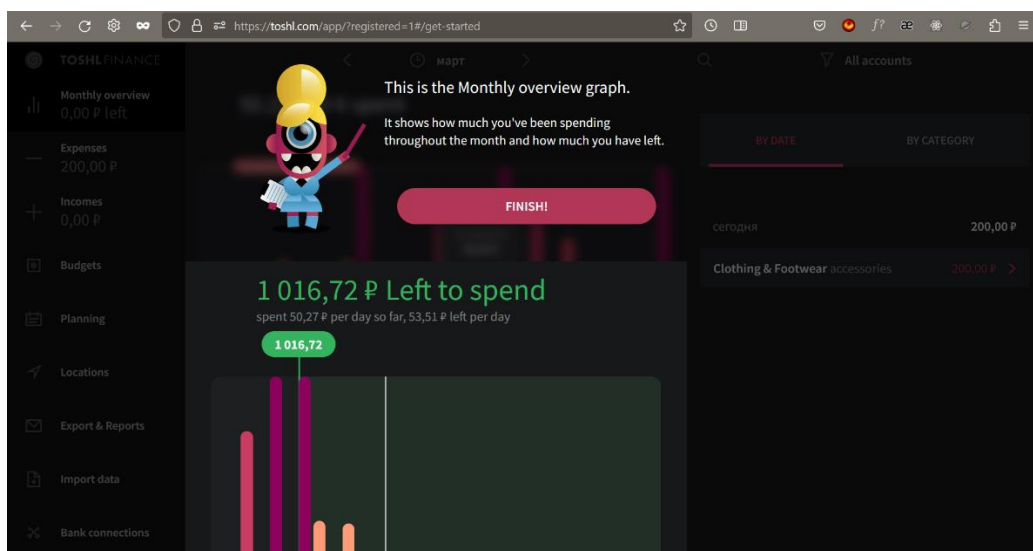 https://toshl.com/app/?registered=1#/get-started
TOSHL FINANCE
март
All accounts
Monthly overview
0,00 ₽ left
Expenses
200,00 ₽
Incomes
0,00 ₽
Budgets
Planning
Locations
Export & Reports
Import data
Bank connections
This is the Monthly overview graph.
It shows how much you've been spending
throughout the month and how much you have left.
FINISH!
1 016,72 ₽ Left to spend
spent 50,27 ₽ per day so far, 53,51 ₽ left per day
1 016,72
BY DATE
BY CATEGORY
сегодня 200,00 ₽
Clothing & Footwear accessories 200,00 ₽